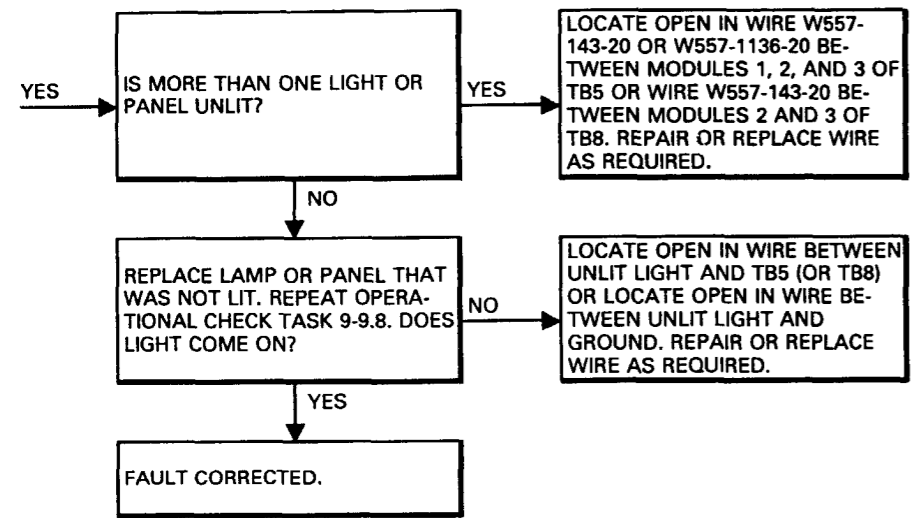 YES
IS MORE THAN ONE LIGHT OR
PANEL UNLIT?
YES
LOCATE OPEN IN WIRE W557-
143-20 OR W557-1136-20 BE-
TWEEN MODULES 1, 2, AND 3 OF
TB5 OR WIRE W557-143-20 BE-
TWEEN MODULES 2 AND 3 OF
TB8. REPAIR OR REPLACE WIRE
AS REQUIRED.
NO
REPLACE LAMP OR PANEL THAT
WAS NOT LIT. REPEAT OPERA-
TIONAL CHECK TASK 9-9.8. DOES
LIGHT COME ON?
NO
LOCATE OPEN IN WIRE BETWEEN
UNLIT LIGHT AND TB5 (OR TB8)
OR LOCATE OPEN IN WIRE BE-
TWEEN UNLIT LIGHT AND
GROUND. REPAIR OR REPLACE
WIRE AS REQUIRED.
YES
FAULT CORRECTED.